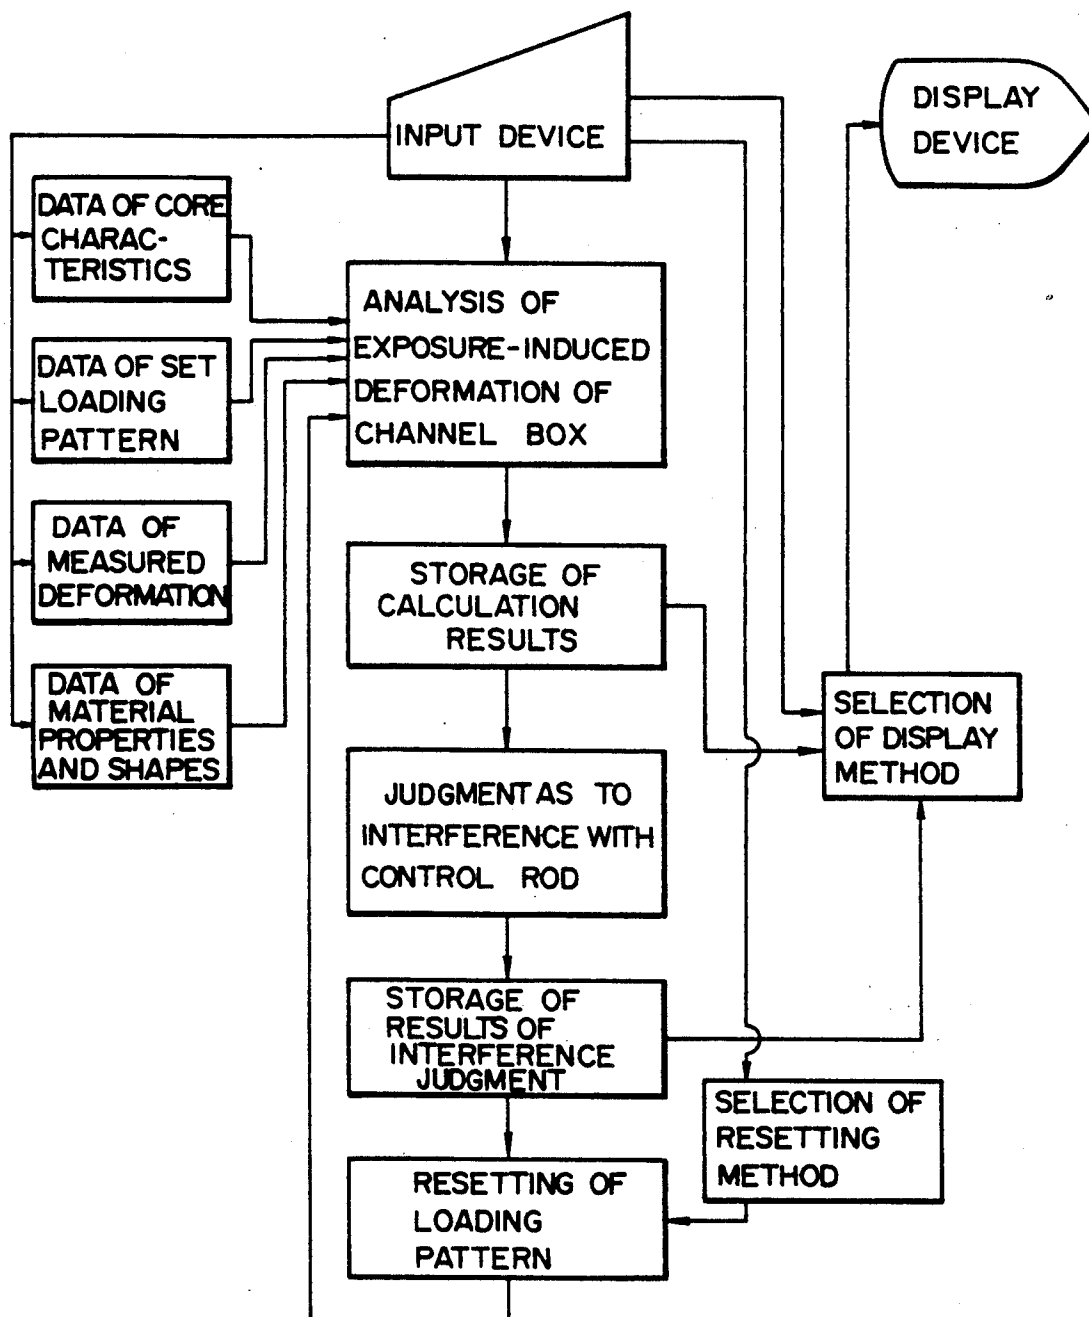 INPUT DEVICE
DISPLAY
DEVICE
DATA OF CORE
CHARAC-
TERISTICS
DATA OF SET
LOADING
PATTERN
DATA OF
MEASURED
DEFORMATION
DATA OF
MATERIAL
PROPERTIES
AND SHAPES
ANALYSIS OF
EXPOSURE-INDUCED
DEFORMATION OF
CHANNEL BOX
STORAGE OF
CALCULATION
RESULTS
JUDGMENT AS TO
INTERFERENCE WITH
CONTROL ROD
STORAGE OF
RESULTS OF
INTERFERENCE
JUDGMENT
RESETTING OF
LOADING
PATTERN
SELECTION
OF DISPLAY
METHOD
SELECTION OF
RESETTING
METHOD